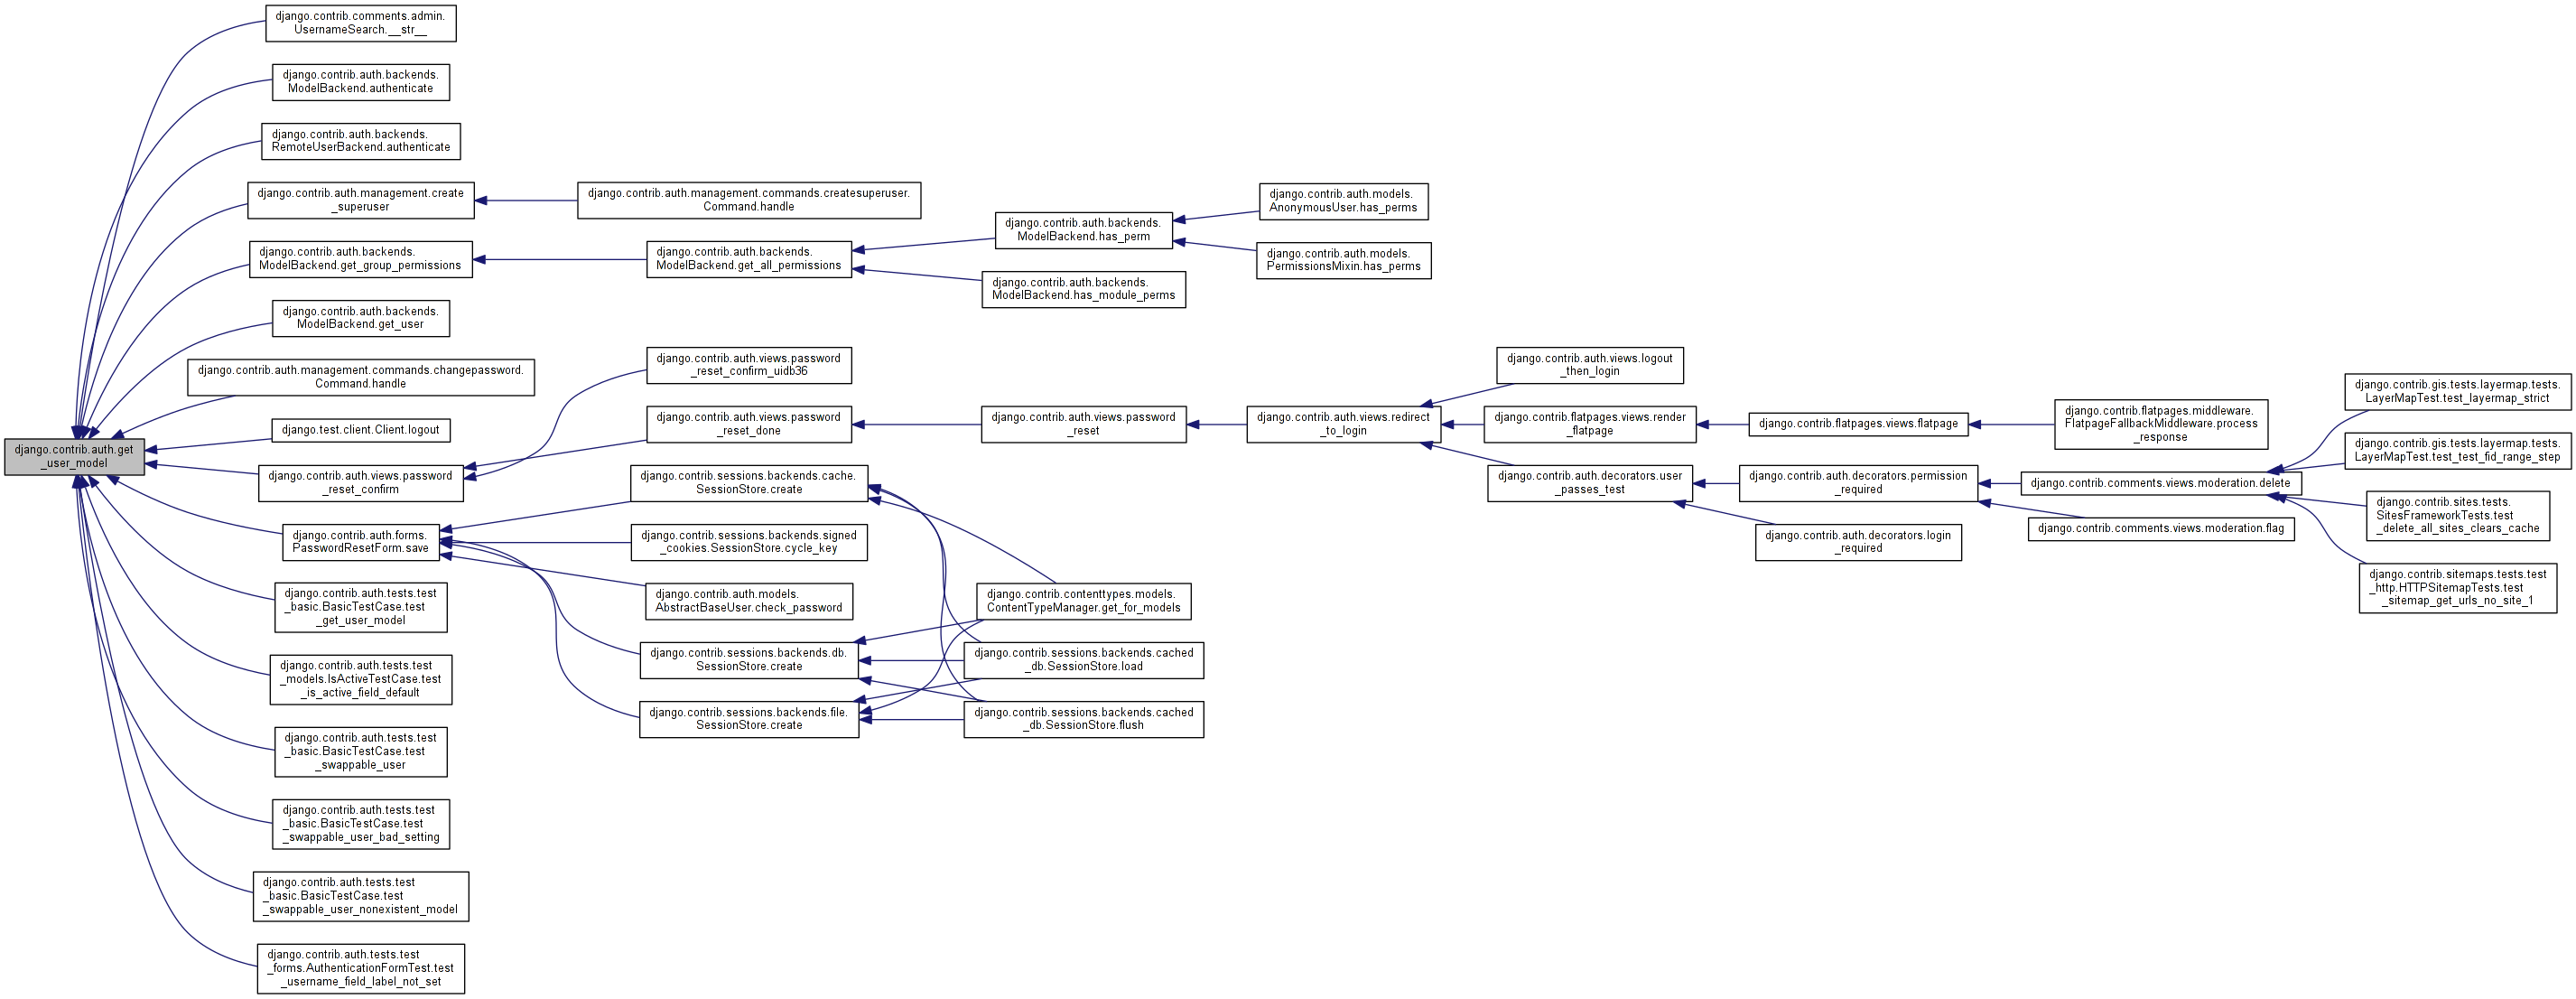 django.contrib.comments.admin.
UsernameSearch.__str__
django.contrib.auth.backends.
ModelBackend.authenticate
django.contrib.auth.backends.
RemoteUserBackend.authenticate
django.contrib.auth.management.create
_superuser
django.contrib.auth.management.commands.createsuperuser.
Command.handle
django.contrib.auth.backends.
ModelBackend.get_group_permissions
django.contrib.auth.backends.
ModelBackend.get_all_permissions
django.contrib.auth.backends.
ModelBackend.has_perm
django.contrib.auth.models.
AnonymousUser.has_perms
django.contrib.auth.models.
PermissionsMixin.has_perms
django.contrib.auth.backends.
ModelBackend.has_module_perms
django.contrib.auth.backends.
ModelBackend.get_user
django.contrib.auth.management.commands.changepassword.
Command.handle
django.test.client.Client.logout
django.contrib.auth.get
_user_model
django.contrib.auth.views.password
_reset_confirm
django.contrib.auth.views.password
_reset_confirm_uidb36
django.contrib.auth.views.password
_reset_done
django.contrib.auth.views.password
_reset
django.contrib.auth.views.redirect
_to_login
django.contrib.auth.views.logout
_then_login
django.contrib.flatpages.views.render
_flatpage
django.contrib.flatpages.views.flatpage
django.contrib.flatpages.middleware.
FlatpageFallbackMiddleware.process
_response
django.contrib.auth.decorators.user
_passes_test
django.contrib.auth.decorators.permission
_required
django.contrib.auth.decorators.login
_required
django.contrib.comments.views.moderation.delete
django.contrib.comments.views.moderation.flag
django.contrib.gis.tests.layermap.tests.
LayerMapTest.test_layermap_strict
django.contrib.gis.tests.layermap.tests.
LayerMapTest.test_test_fid_range_step
django.contrib.sites.tests.
SitesFrameworkTests.test
_delete_all_sites_clears_cache
django.contrib.sitemaps.tests.test
_http.HTTPSitemapTests.test
_sitemap_get_urls_no_site_1
django.contrib.auth.forms.
PasswordResetForm.save
django.contrib.sessions.backends.cache.
SessionStore.create
django.contrib.sessions.backends.signed
_cookies.SessionStore.cycle_key
django.contrib.auth.models.
AbstractBaseUser.check_password
django.contrib.sessions.backends.db.
SessionStore.create
django.contrib.sessions.backends.file.
SessionStore.create
django.contrib.contenttypes.models.
ContentTypeManager.get_for_models
django.contrib.sessions.backends.cached
_db.SessionStore.load
django.contrib.sessions.backends.cached
_db.SessionStore.flush
django.contrib.auth.tests.test
_basic.BasicTestCase.test
_get_user_model
django.contrib.auth.tests.test
_models.IsActiveTestCase.test
_is_active_field_default
django.contrib.auth.tests.test
_basic.BasicTestCase.test
_swappable_user
django.contrib.auth.tests.test
_basic.BasicTestCase.test
_swappable_user_bad_setting
django.contrib.auth.tests.test
_basic.BasicTestCase.test
_swappable_user_nonexistent_model
django.contrib.auth.tests.test
_forms.AuthenticationFormTest.test
_username_field_label_not_set